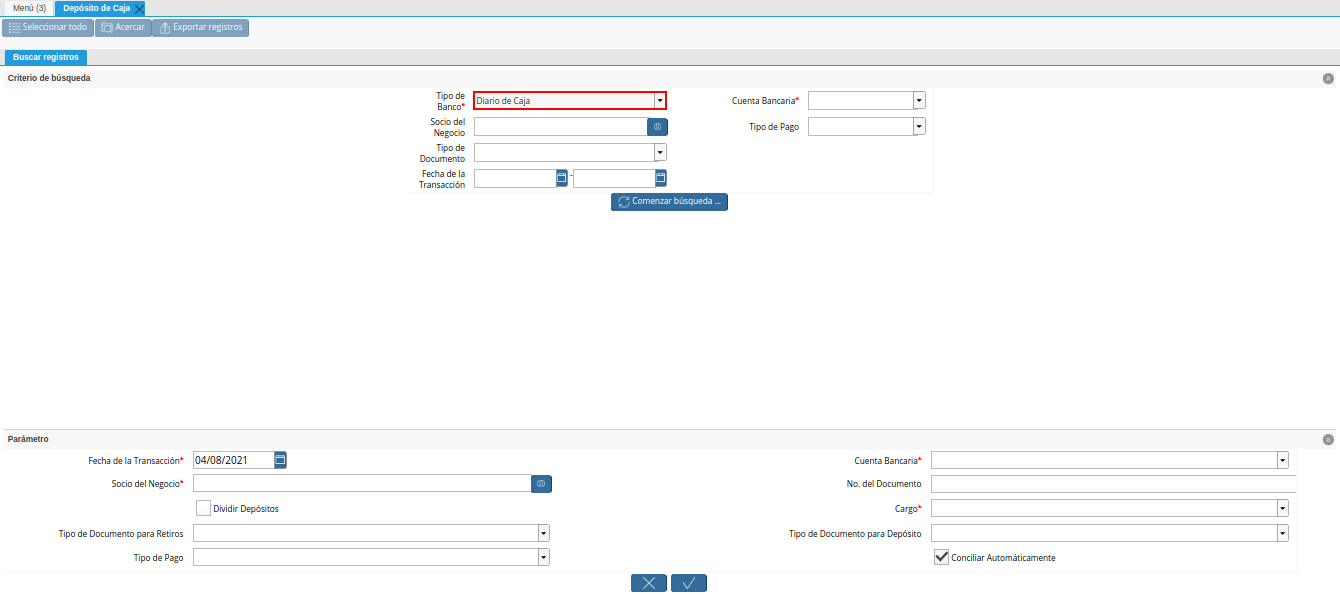 Menú (3) Depósito de Caja
Seleccionar todo Acercar Exportar registros
Buscar registros
Criterio de búsqueda
Tipo de
Banco* Diario de Caja Cuenta Bancaria*
Socio del
Negocio Tipo de Pago
Tipo de
Documento
Fecha de la
Transacción -
Comenzar búsqueda ...
Parámetro
Fecha de la Transacción* 04/08/2021 Cuenta Bancaria*
Socio del Negocio* No. del Documento
Dividir Depósitos Cargo*
Tipo de Documento para Retiros Tipo de Documento para Depósito
Tipo de Pago Conciliar Automáticamente